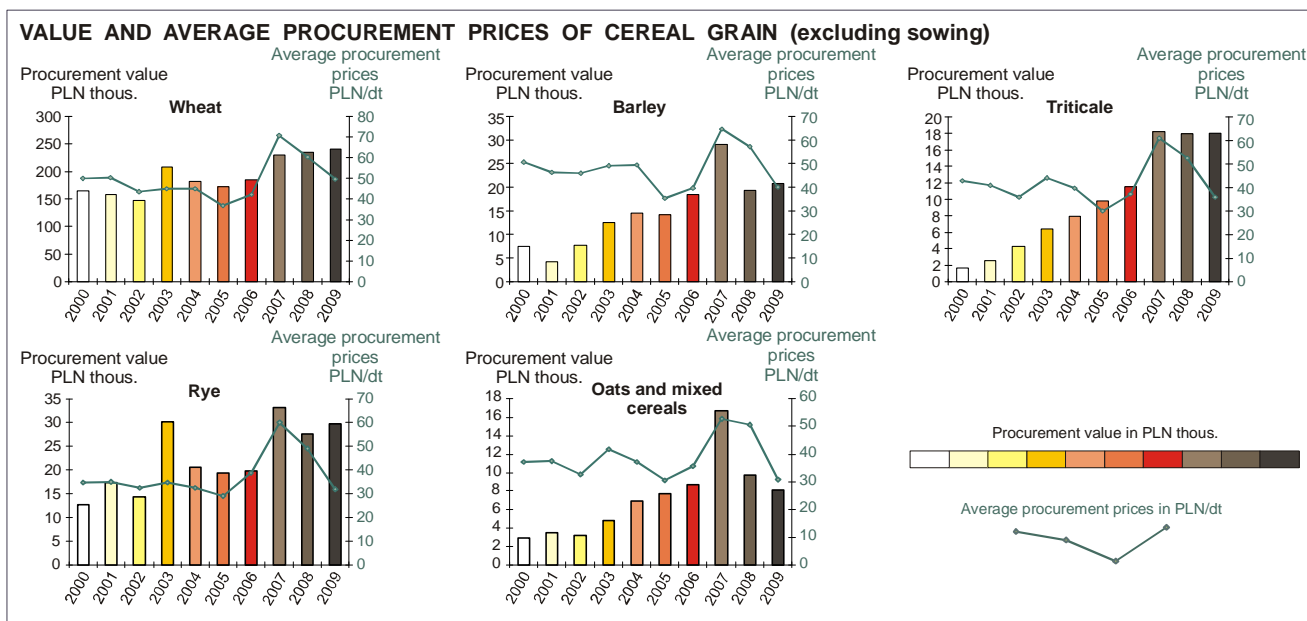 VALUE AND AVERAGE PROCUREMENT PRICES OF CEREAL GRAIN (excluding sowing)
Procurement value
PLN thous.
Average procurement
prices
PLN/dt
Wheat
300
250
200
150
100
50
0
80
70
60
50
40
30
20
10
0
2000 2001 2002 2003 2004 2005 2006 2007 2008 2009
Procurement value
PLN thous.
Average procurement
prices
PLN/dt
Barley
35
30
25
20
15
10
5
0
70
60
50
40
30
20
10
0
2000 2001 2002 2003 2004 2005 2006 2007 2008 2009
Procurement value
PLN thous.
Average procurement
prices
PLN/dt
Triticale
20
18
16
14
12
10
8
6
4
2
0
70
60
50
40
30
20
10
0
2000 2001 2002 2003 2004 2005 2006 2007 2008 2009
Procurement value
PLN thous.
Average procurement
prices
PLN/dt
Rye
35
30
25
20
15
10
5
0
70
60
50
40
30
20
10
0
2000 2001 2002 2003 2004 2005 2006 2007 2008 2009
Procurement value
PLN thous.
Average procurement
prices
PLN/dt
Oats and mixed
cereals
18
16
14
12
10
8
6
4
2
0
60
50
40
30
20
10
0
2000 2001 2002 2003 2004 2005 2006 2007 2008 2009
Procurement value in PLN thous.
Average procurement prices in PLN/dt